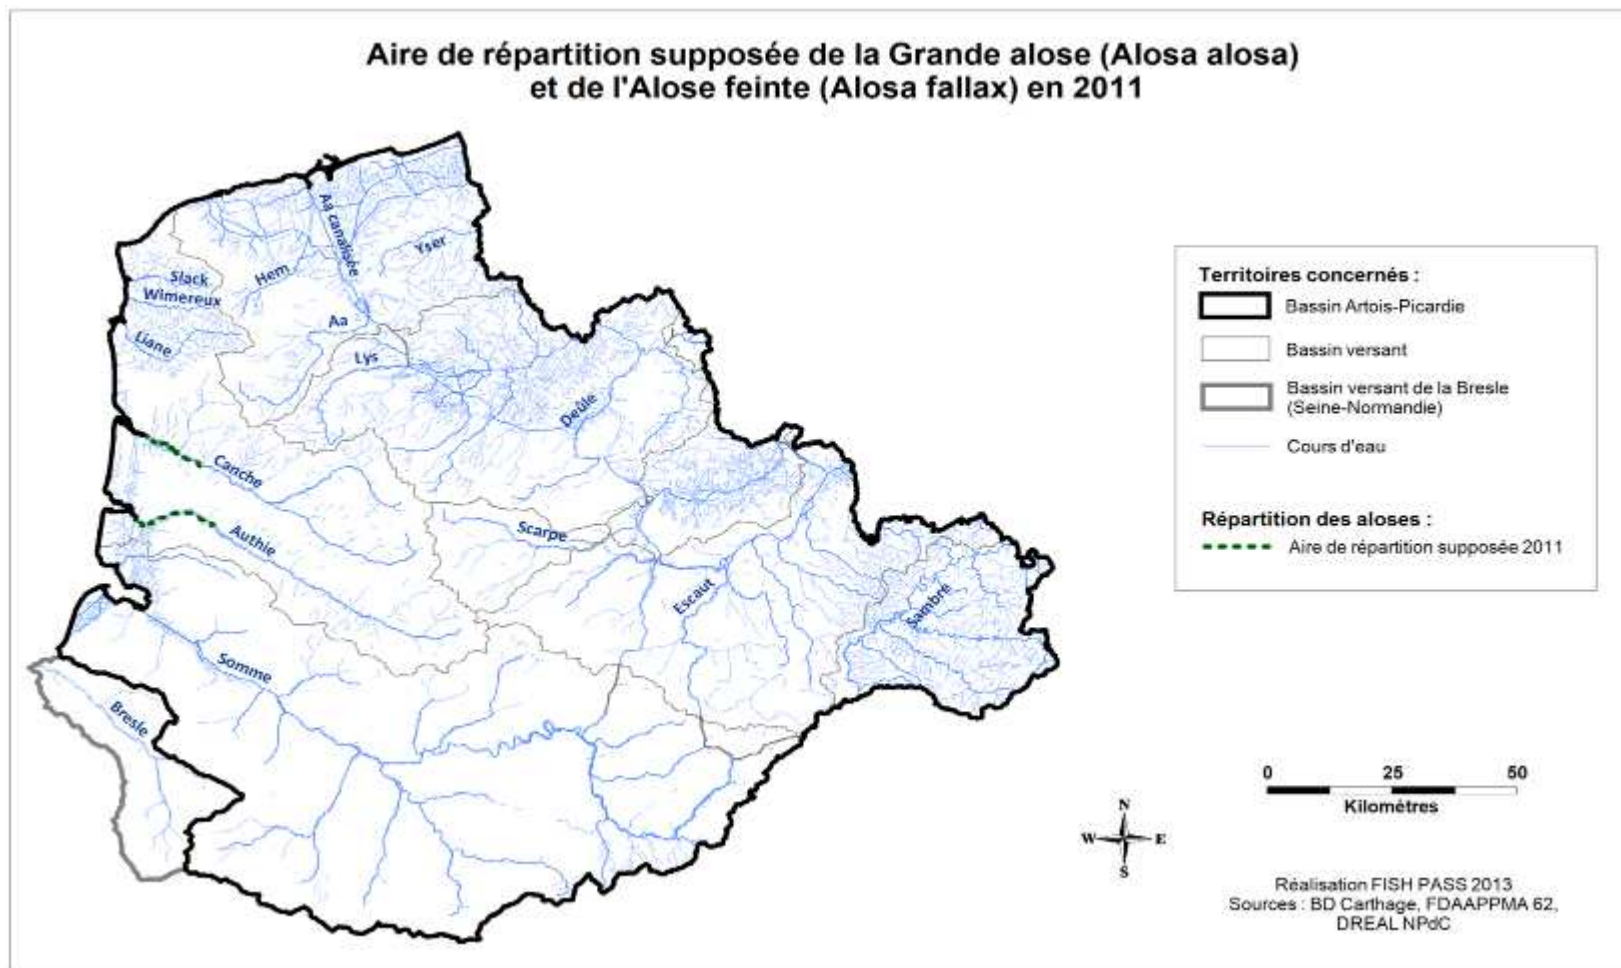 Aire de répartition supposée de la Grande alose (Alosa alosa)
et de l'Alose feinte (Alosa fallax) en 2011
Aa canalisée
Yser
Hem
Slack
Wimereux
Aa
Liane
Lys
Deûle
Canche
Scarpe
Authie
Escaut
Sambre
Somme
Bresle
Territoires concernés :
Bassin Artois-Picardie
Bassin versant
Bassin versant de la Bresle
(Seine-Normandie)
Cours d'eau
Répartition des aloses :
Aire de répartition supposée 2011
0 25 50
Kilomètres
N
W E
S
Réalisation FISH PASS 2013
Sources : BD Carthage, FDAAPPMA 62,
DREAL NPdC